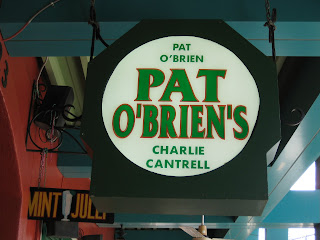 PAT
O'BRIEN
PAT
O'BRIEN'S
CHARLIE
CANTRELL
MINT JULEP